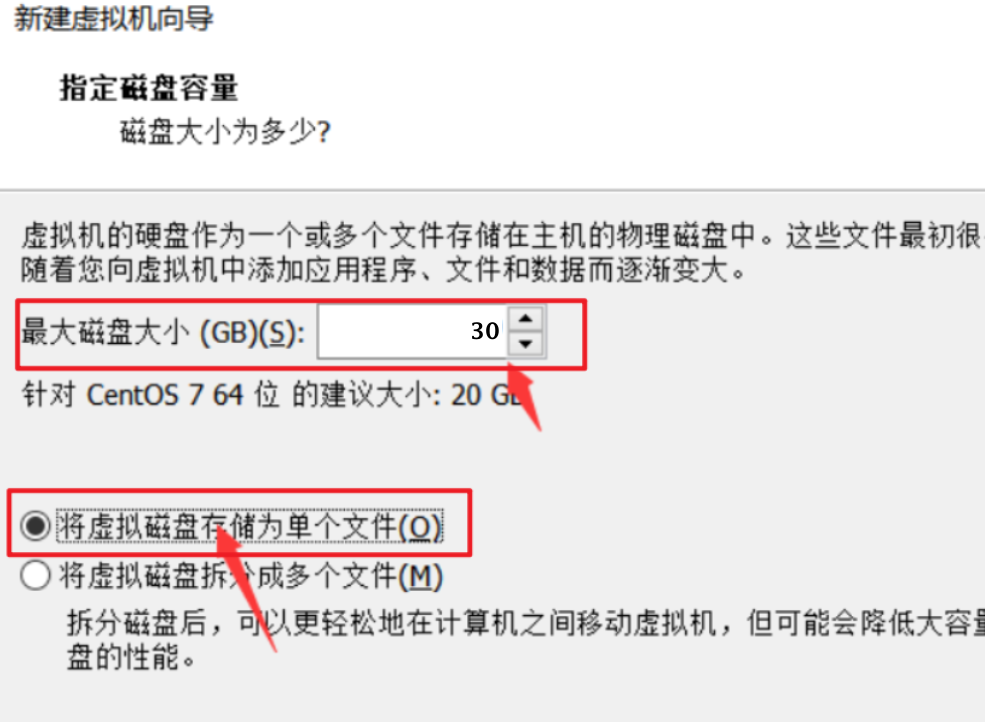 新建虚拟机向导
指定磁盘容量
磁盘大小为多少?
虚拟机的硬盘作为一个或多个文件存储在主机的物理磁盘中。这些文件最初很
随着您向虚拟机中添加应用程序、文件和数据而逐渐变大。
最大磁盘大小 (GB)(S): 30
针对 CentOS 7 64 位 的建议大小: 20 GB
将虚拟磁盘存储为单个文件(O)
将虚拟磁盘拆分成多个文件(M)
拆分磁盘后，可以更轻松地在计算机之间移动虚拟机，但可能会降低大容量
盘的性能。